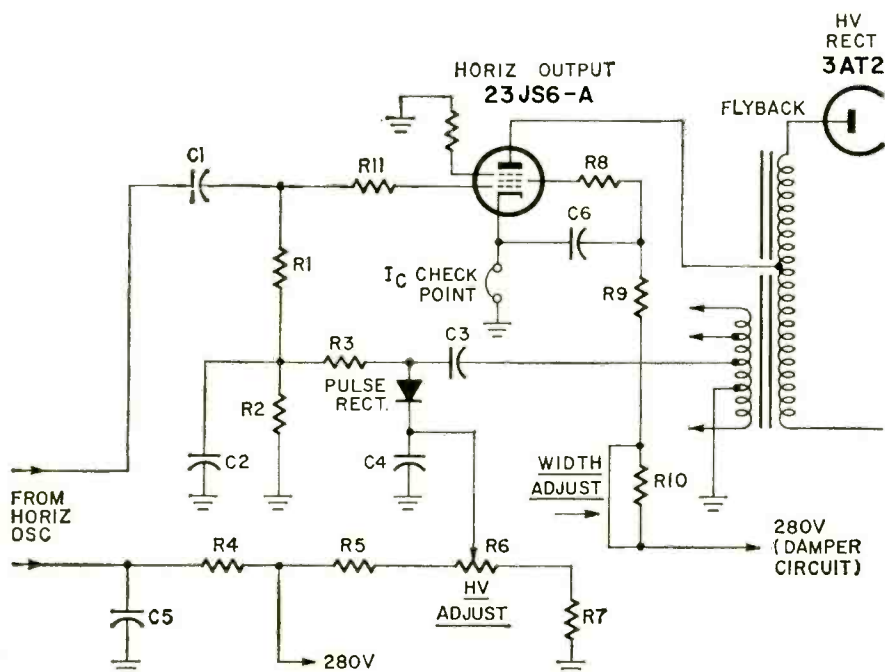 HV
RECT
3AT2
HORIZ OUTPUT
23JS6-A
FLYBACK
C1
R11
R8
C6
R1
I_C CHECK
POINT
R9
C3
R3
PULSE
RECT.
R2
C2
C4
WIDTH
ADJUST
R10
FROM
HORIZ
OSC
280V
(DAMPER
CIRCUIT)
R4
R5
R6
HV
ADJUST
R7
C5
280V